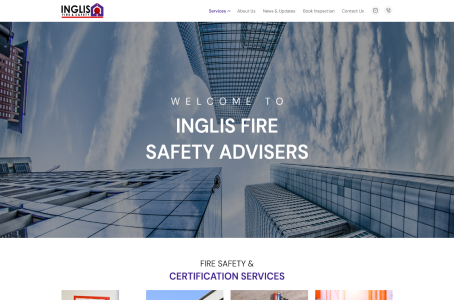 INGLIS
FIRE & SAFETY
Services
About Us
News & Updates
Book Inspection
Contact Us
WELCOME TO
INGLIS FIRE
SAFETY ADVISERS
FIRE SAFETY &
CERTIFICATION SERVICES